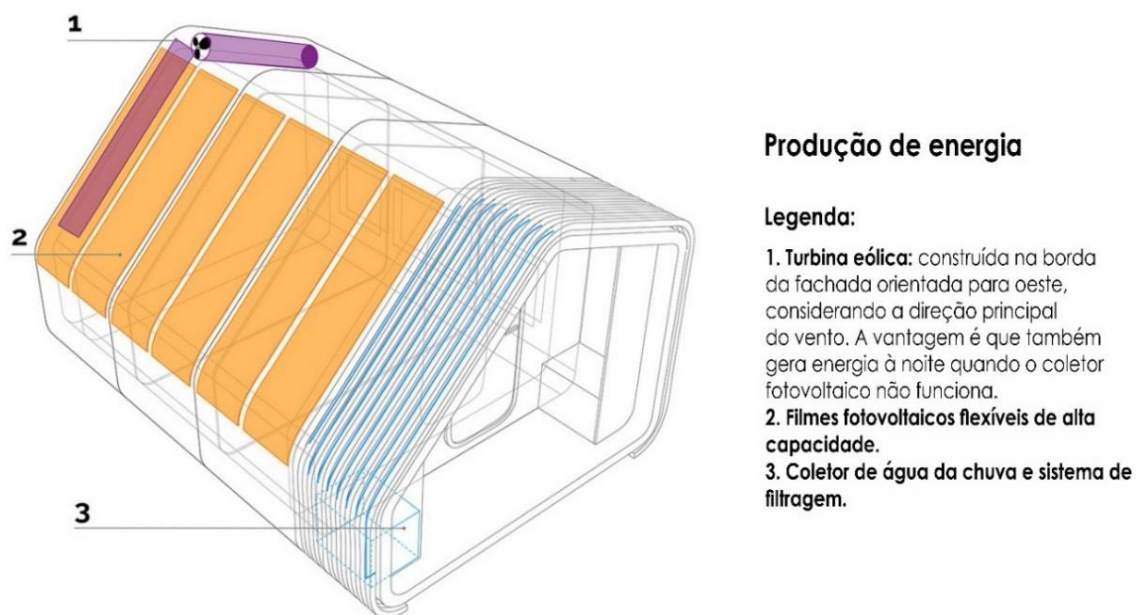 1
2
3
Produção de energia
Legenda:
1. Turbina eólica: construída na borda
da fachada orientada para oeste,
considerando a direção principal
do vento. A vantagem é que também
gera energia à noite quando o coletor
fotovoltaico não funciona.
2. Filmes fotovoltaicos flexíveis de alta
capacidade.
3. Coletor de água da chuva e sistema de
filtragem.